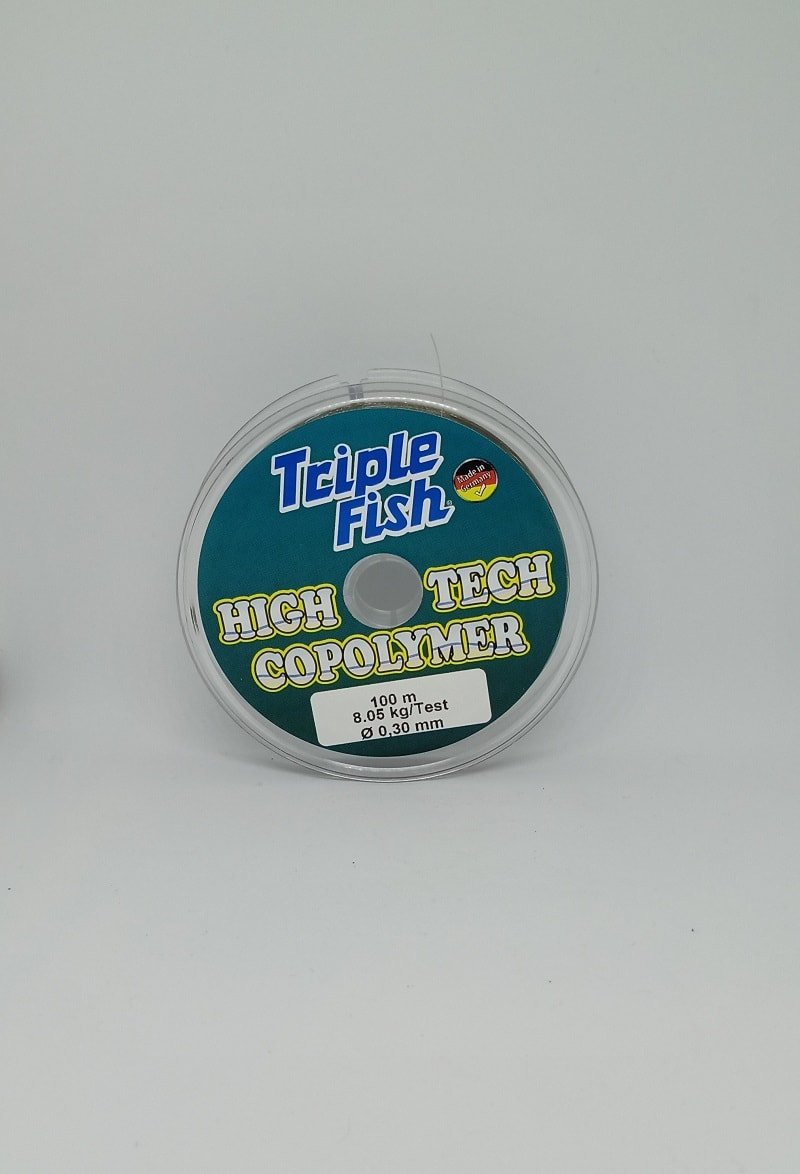 Triple
Fish®
Made in
Germany
HIGH TECH
COPOLYMER
100 m
8.05 kg/Test
Ø 0,30 mm